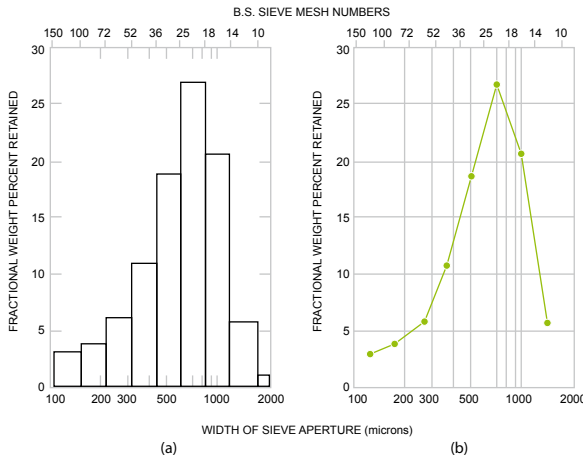 B.S. SIEVE MESH NUMBERS
150 100 72 52 36 25 18 14 10
150 100 72 52 36 25 18 14 10
FRACTIONAL WEIGHT PERCENT RETAINED
30
25
20
15
10
5
0
FRACTIONAL WEIGHT PERCENT RETAINED
30
25
20
15
10
5
0
100 200 300 500 1000 2000
100 200 300 500 1000 2000
WIDTH OF SIEVE APERTURE (microns)
(a)
(b)